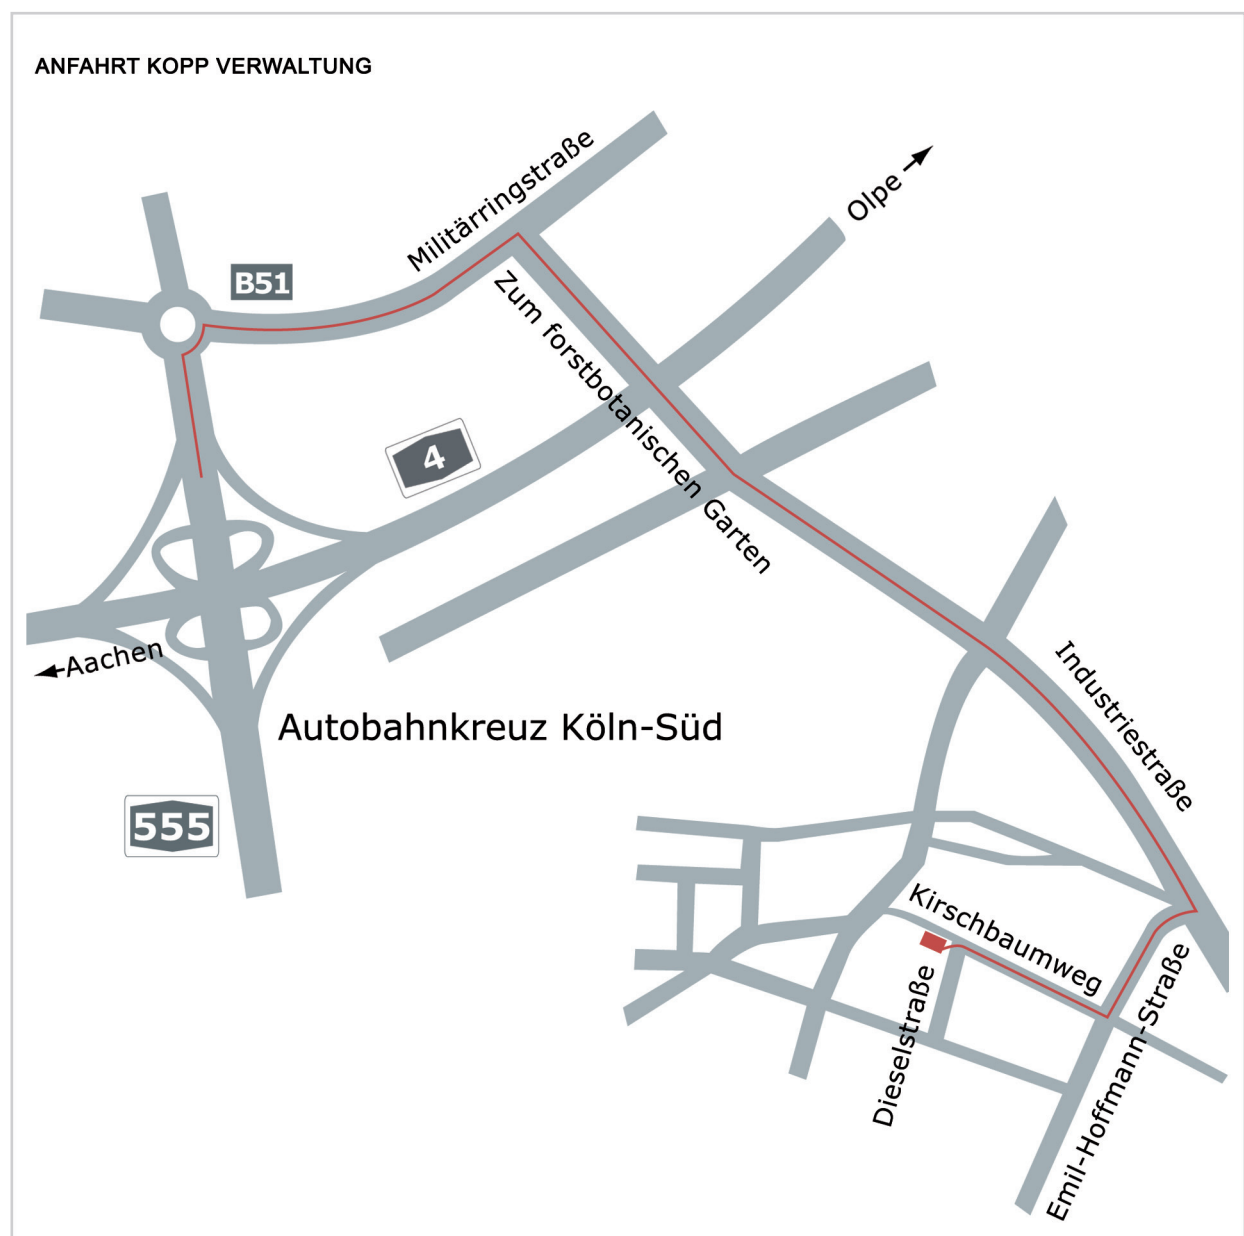 ANFAHRT KOPP VERWALTUNG
Militärringstraße
Olpe
B51
Zum forstbotanischen Garten
4
Aachen
Industriestraße
Autobahnkreuz Köln-Süd
555
Kirschbaumweg
Dieselstraße
Emil-Hoffmann-Straße